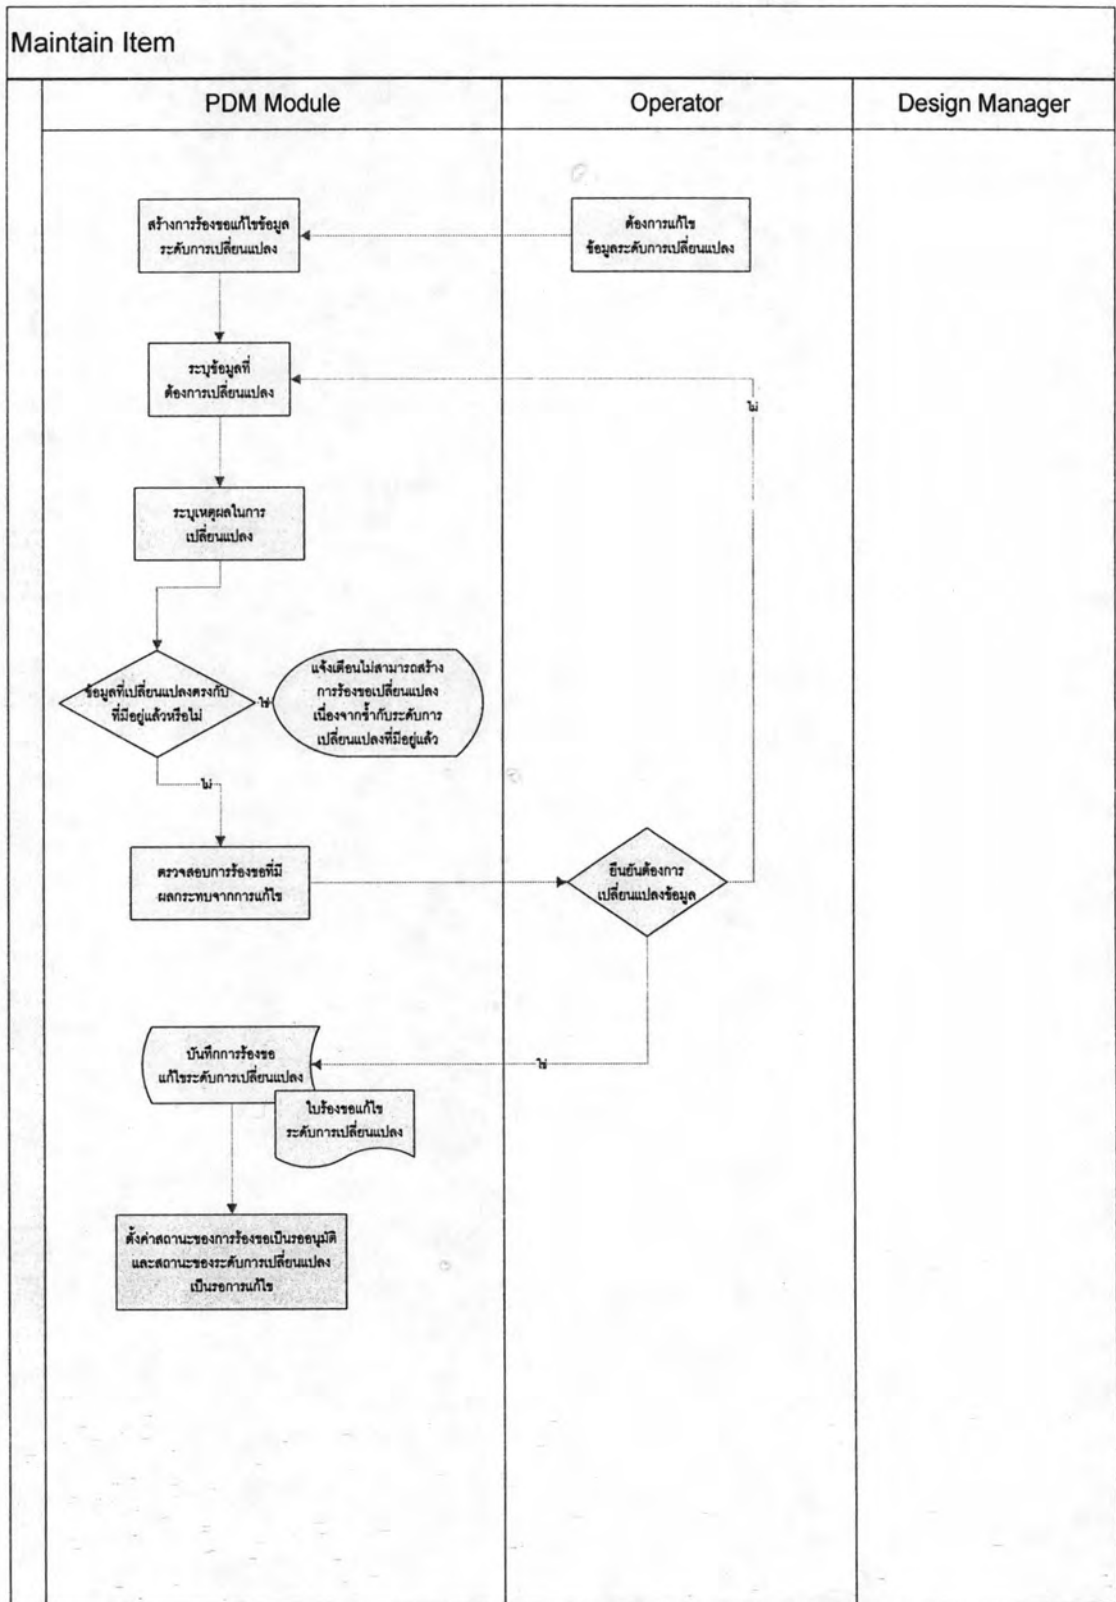 Maintain Item
PDM Module
Operator
Design Manager
สร้างการร้องขอแก้ไขข้อมูล
ระดับการเปลี่ยนแปลง
ต้องการแก้ไข
ข้อมูลระดับการเปลี่ยนแปลง
ระบุข้อมูลที่
ต้องการเปลี่ยนแปลง
ไม่
ระบุเหตุผลในการ
เปลี่ยนแปลง
ข้อมูลที่เปลี่ยนแปลงตรงกับ
ที่มีอยู่แล้วหรือไม่
ใช่
แจ้งเตือนไม่สามารถสร้าง
การร้องขอเปลี่ยนแปลง
เนื่องจากซ้ำกับระดับการ
เปลี่ยนแปลงที่มีอยู่แล้ว
ไม่
ตรวจสอบการร้องขอที่มี
ผลกระทบจากการแก้ไข
ยืนยันต้องการ
เปลี่ยนแปลงข้อมูล
บันทึกการร้องขอ
แก้ไขระดับการเปลี่ยนแปลง
ใช่
ใบร้องขอแก้ไข
ระดับการเปลี่ยนแปลง
ตั้งค่าสถานะของการร้องขอเป็นรออนุมัติ
และสถานะของระดับการเปลี่ยนแปลง
เป็นรอการแก้ไข